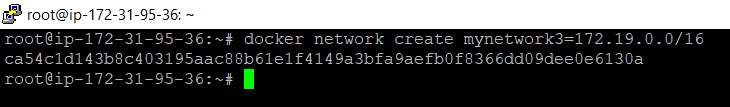 root@ip-172-31-95-36: ~
root@ip-172-31-95-36:~# docker network create mynetwork3=172.19.0.0/16
ca54c1d143b8c403195aac88b61e1f4149a3bfa9aefb0f8366dd09dee0e6130a
root@ip-172-31-95-36:~#